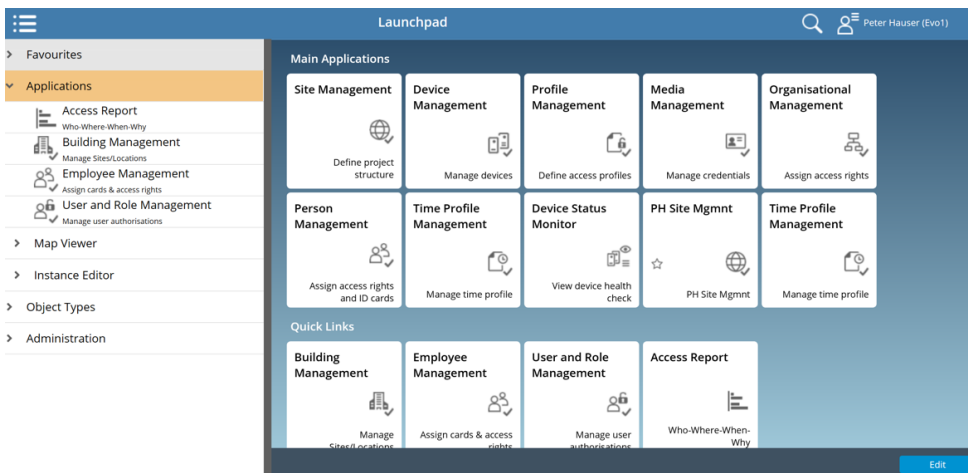 Launchpad
Peter Hauser (Evo1)
Favourites
Applications
Access Report
Who-Where-When-Why
Building Management
Manage Sites/Locations
Employee Management
Assign cards & access rights
User and Role Management
Manage user authorisations
Map Viewer
Instance Editor
Object Types
Administration
Main Applications
Site Management
Define project
structure
Device
Management
Manage devices
Profile
Management
Define access profiles
Media
Management
Manage credentials
Organisational
Management
Assign access rights
Person
Management
Assign access rights
and ID cards
Time Profile
Management
Manage time profile
Device Status
Monitor
View device health
check
PH Site Mgmnt
PH Site Mgmnt
Time Profile
Management
Manage time profile
Quick Links
Building
Management
Manage
Sites/Locations
Employee
Management
Assign cards & access
rights
User and Role
Management
Manage user
authorisations
Access Report
Who-Where-When-
Why
Edit